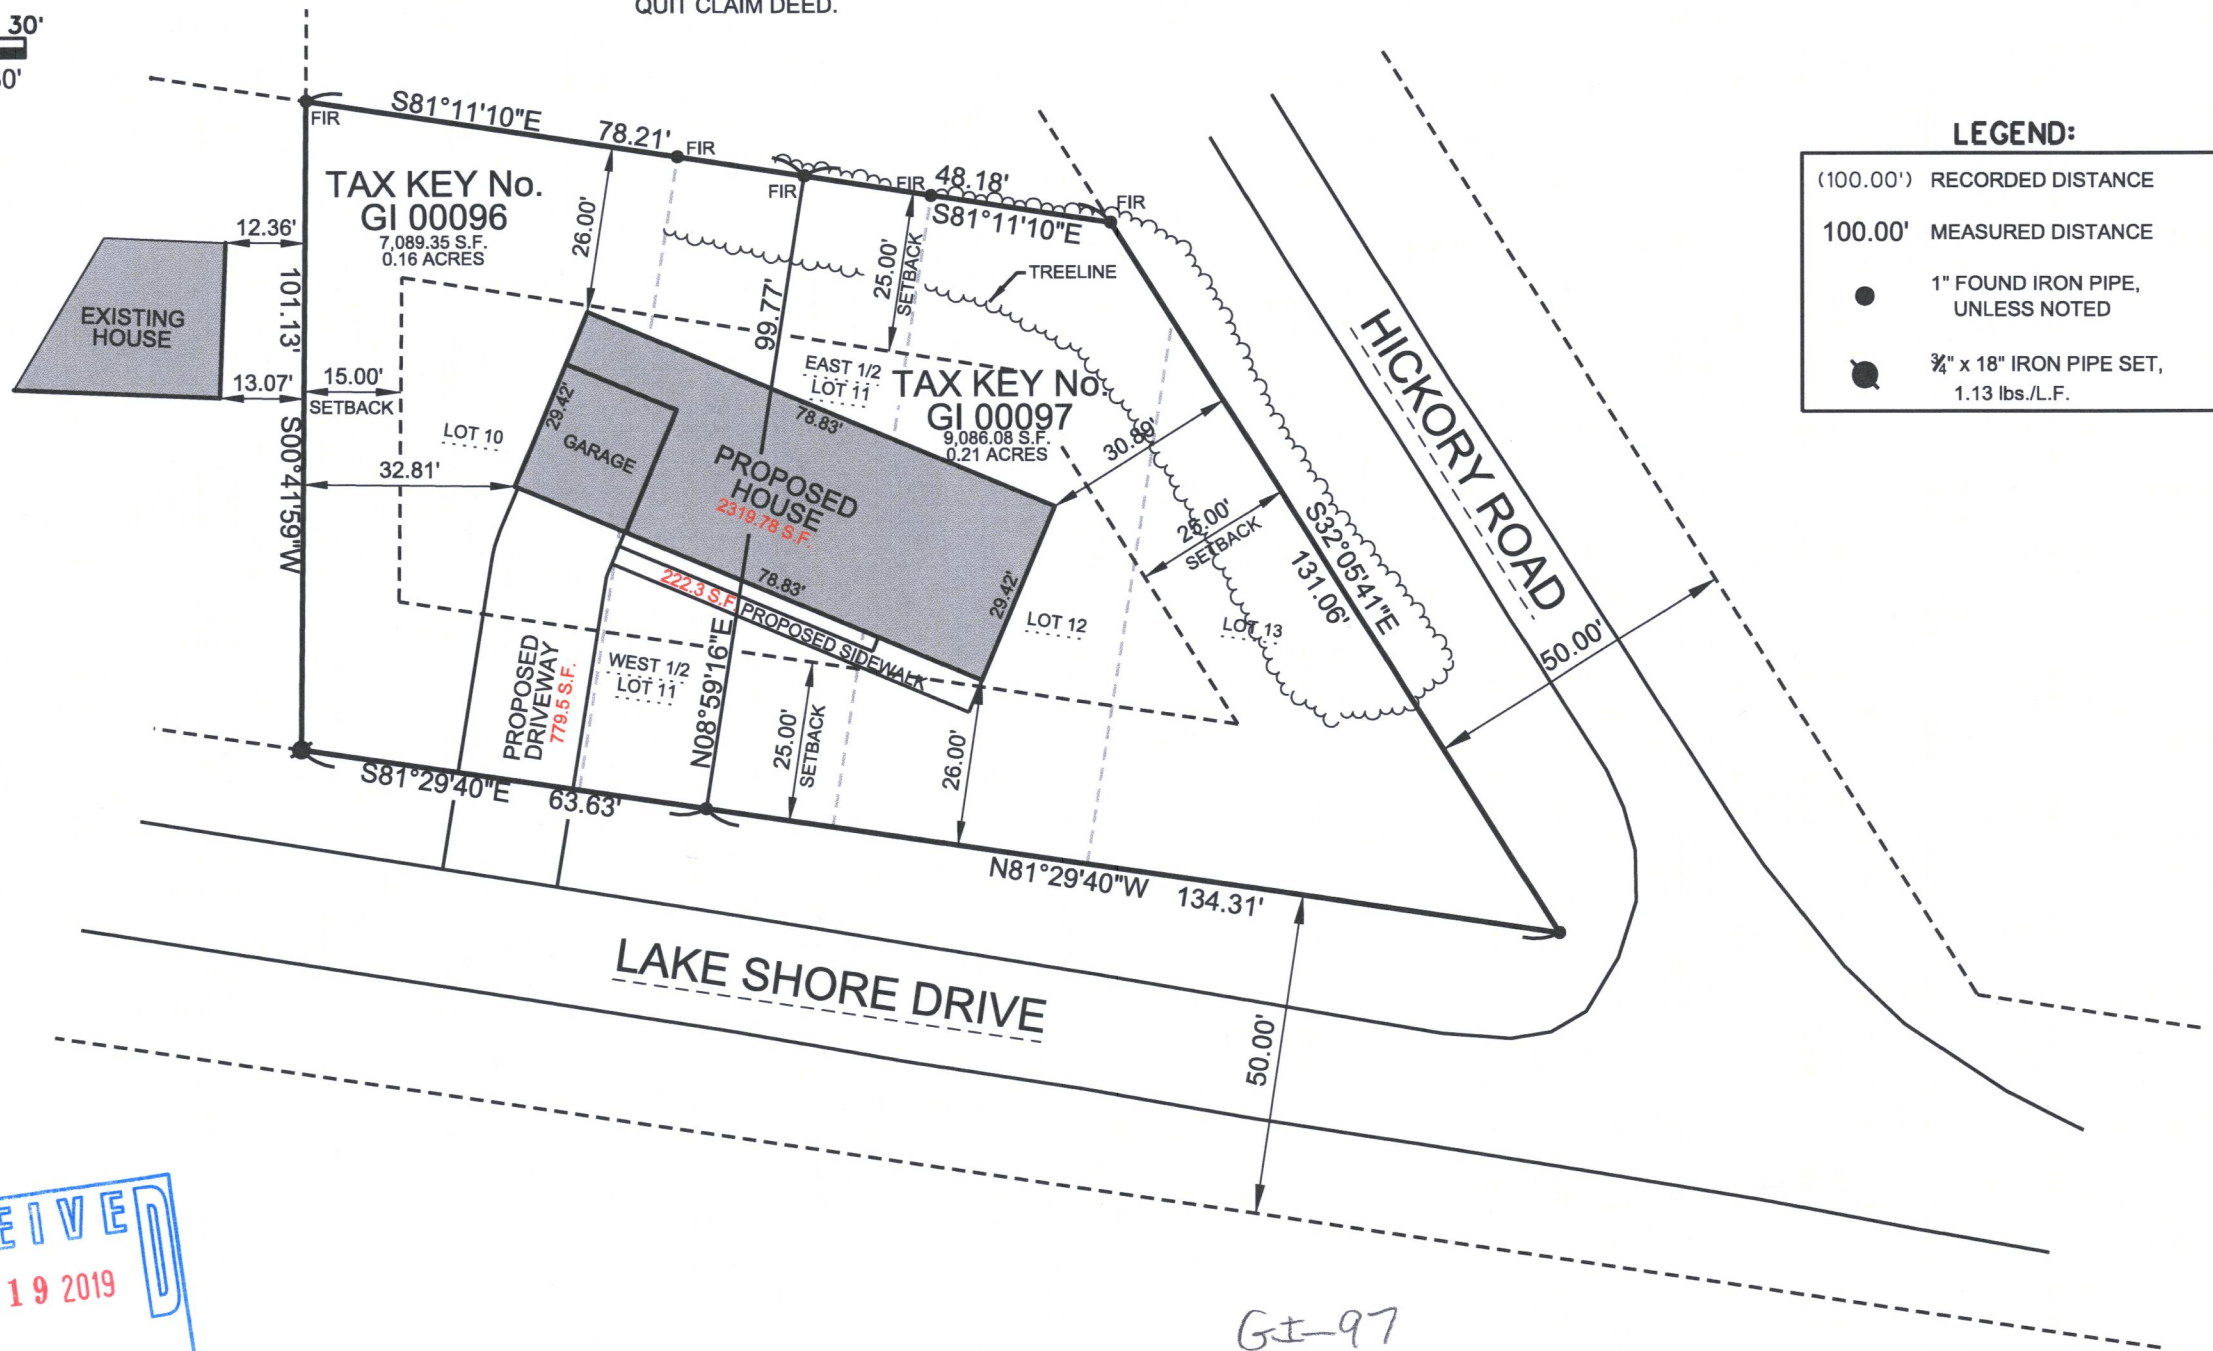 QUIT CLAIM DEED.
30'
S81°11'10"E
78.21'
FIR
FIR
FIR
FIR
48.18'
FIR
S81°11'10"E
TAX KEY No.
GI 00096
7,089.35 S.F.
0.16 ACRES
26.00'
12.36'
EXISTING
HOUSE
13.07'
101.13'
S00°41'59"W
15.00'
SETBACK
LOT 10
32.81'
99.77'
25.00'
SETBACK
TREELINE
EAST 1/2
LOT 11
TAX KEY No.
GI 00097
9,086.08 S.F.
0.21 ACRES
29.42'
GARAGE
78.83'
PROPOSED
HOUSE
2319.78 S.F.
78.83'
29.42'
30.89'
25.00'
SETBACK
S32°05'41"E
131.06'
HICKORY ROAD
50.00'
222.3 S.F
PROPOSED SIDEWALK
LOT 12
LOT 13
PROPOSED
DRIVEWAY
779.5 S.F.
WEST 1/2
LOT 11
N08°59'16"E
25.00'
SETBACK
26.00'
S81°29'40"E
63.63'
N81°29'40"W
134.31'
LAKE SHORE DRIVE
50.00'
LEGEND:
(100.00') RECORDED DISTANCE
100.00' MEASURED DISTANCE
1" FOUND IRON PIPE,
UNLESS NOTED
¾" x 18" IRON PIPE SET,
1.13 lbs./L.F.
EIVED
19 2019
GI-97